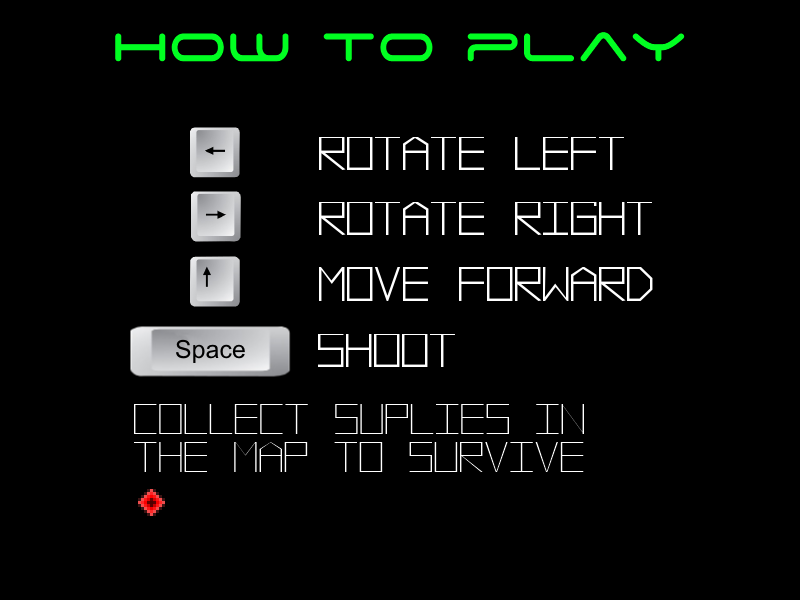 HOW TO PLAY
← ROTATE LEFT
→ ROTATE RIGHT
↑ MOVE FORWARD
Space SHOOT
COLLECT SUPLIES IN
THE MAP TO SURVIVE